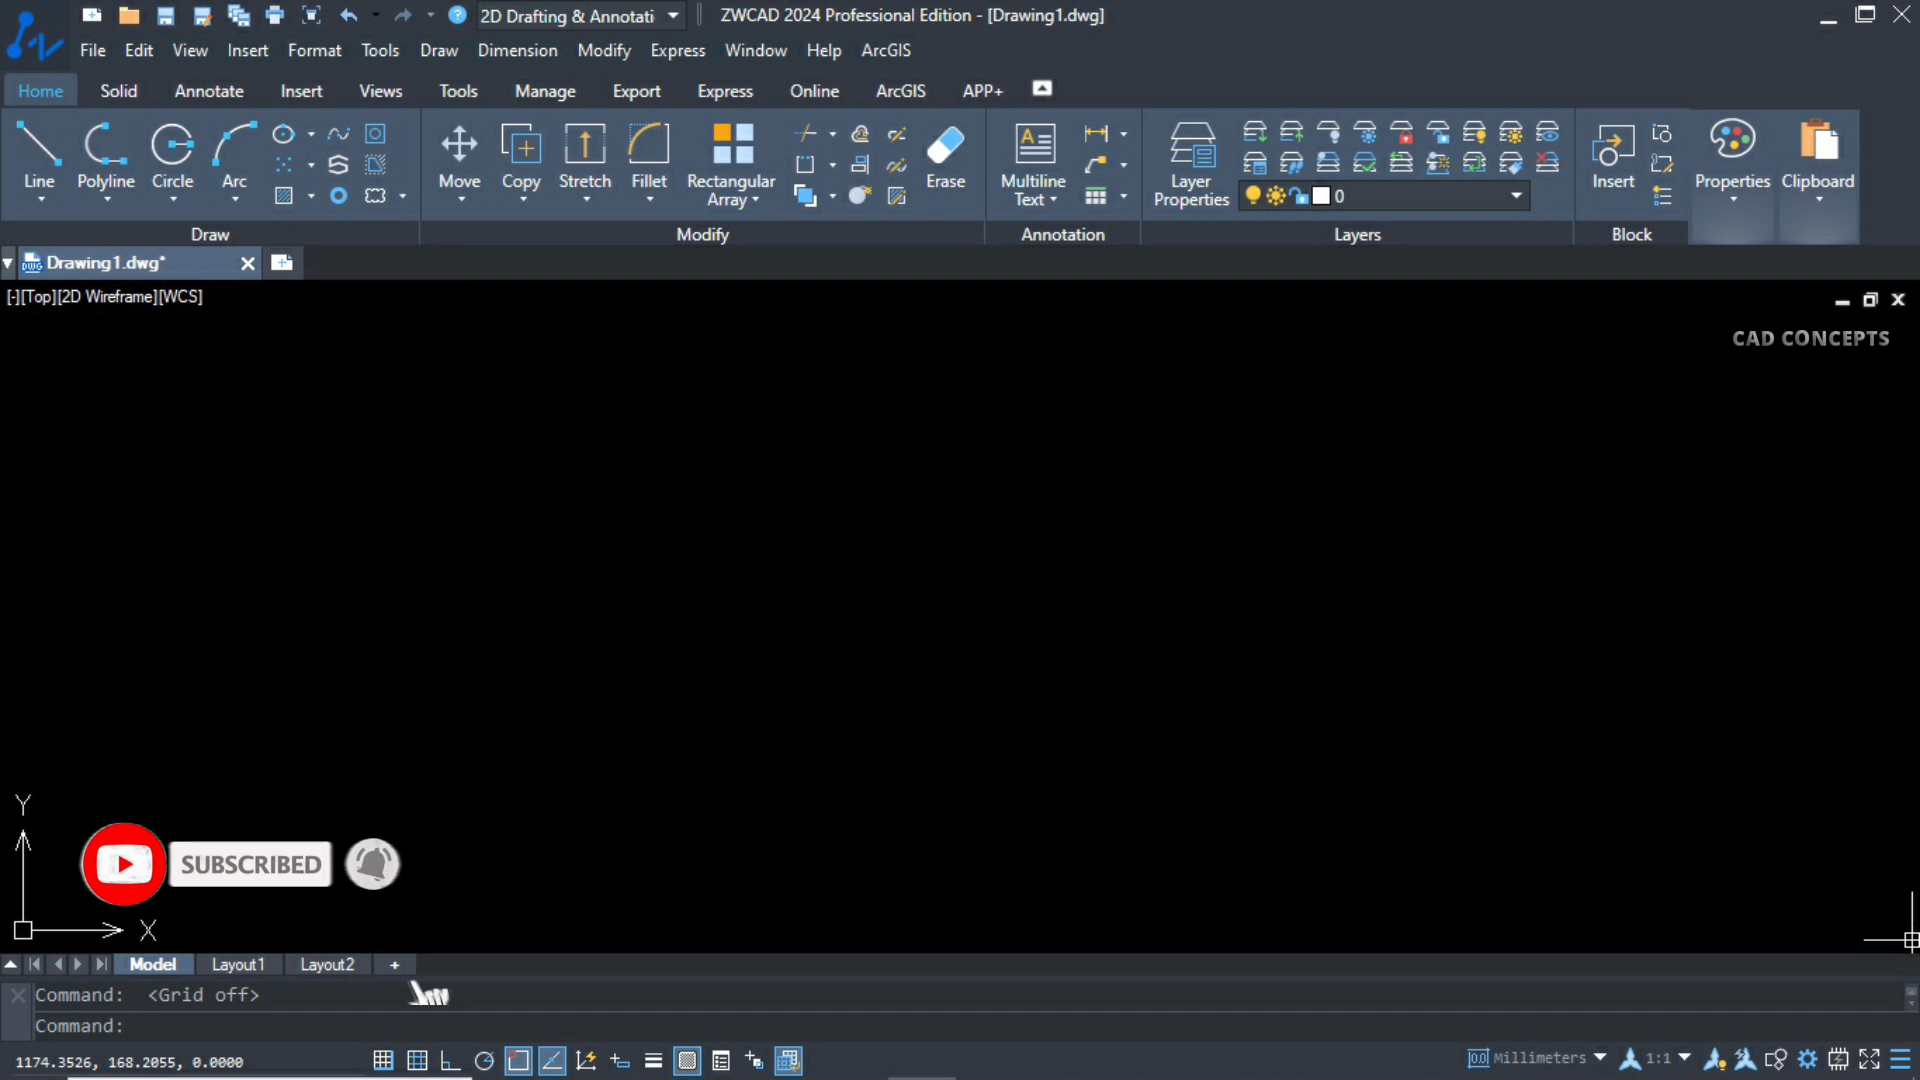 2D Drafting & Annotati
ZWCAD 2024 Professional Edition - [Drawing1.dwg]
File Edit View Insert Format Tools Draw Dimension Modify Express Window Help ArcGIS
Home Solid Annotate Insert Views Tools Manage Export Express Online ArcGIS APP+
Line Polyline Circle Arc Move Copy Stretch Fillet Rectangular Array Erase Multiline Text Layer Properties 0 Insert Properties Clipboard
Draw Modify Annotation Layers Block
DWG Drawing1.dwg*
[-][Top][2D Wireframe][WCS]
CAD CONCEPTS
Y
SUBSCRIBED
X
Model Layout1 Layout2 +
Command: <Grid off>
Command:
1174.3526, 168.2055, 0.0000 Millimeters 1:1